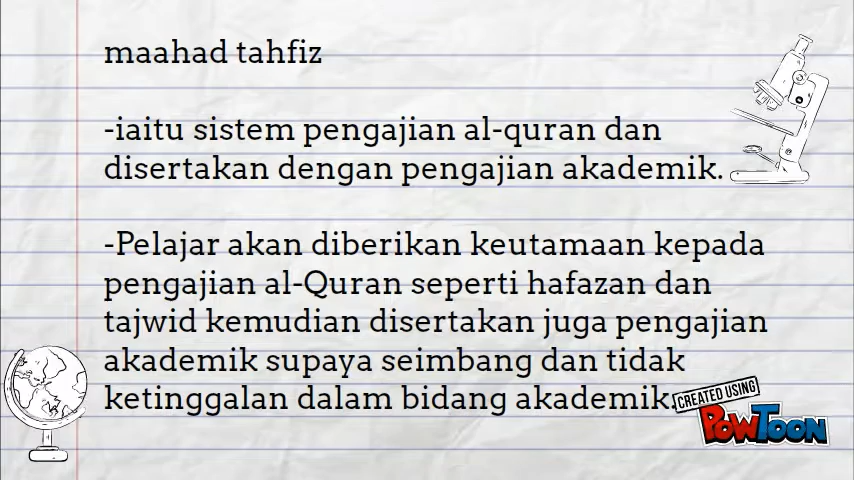 maahad tahfiz
-iaitu sistem pengajian al-quran dan
disertakan dengan pengajian akademik.
-Pelajar akan diberikan keutamaan kepada
pengajian al-Quran seperti hafazan dan
tajwid kemudian disertakan juga pengajian
akademik supaya seimbang dan tidak
ketinggalan dalam bidang akademik.
CREATED USING
POWTOON